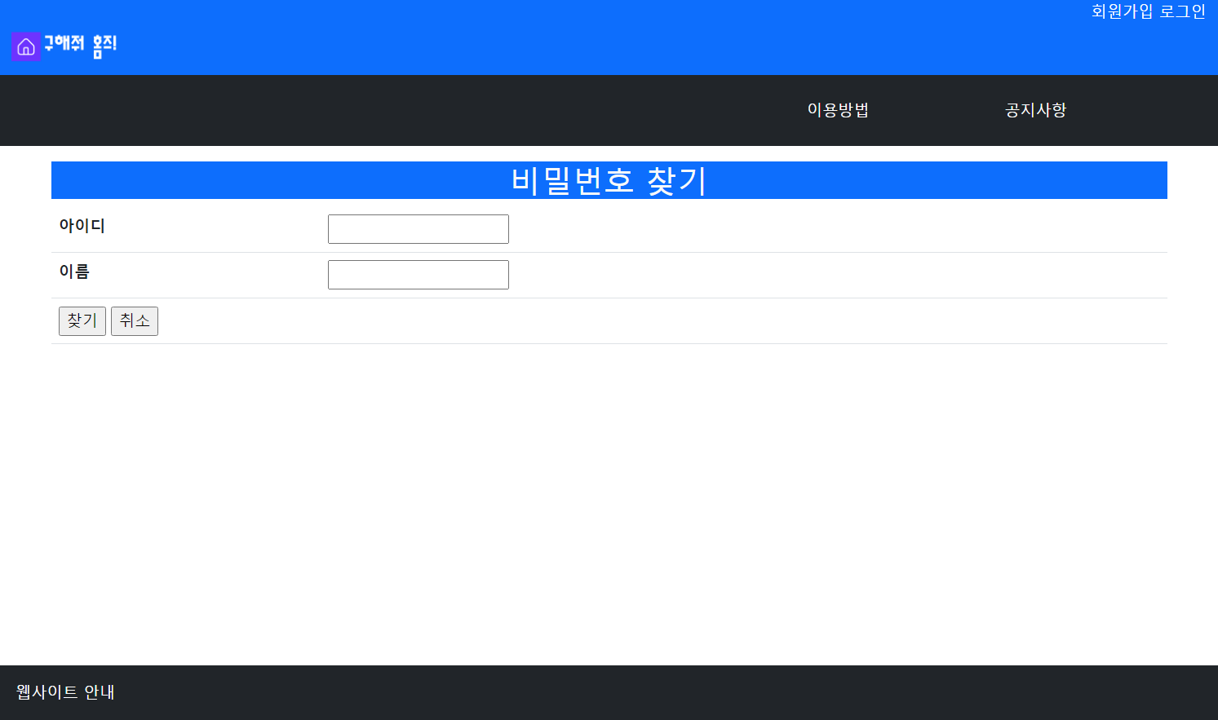 회원가입 로그인
구해줘 홈직!
이용방법 공지사항
비밀번호 찾기
아이디
이름
찾기 취소
웹사이트 안내